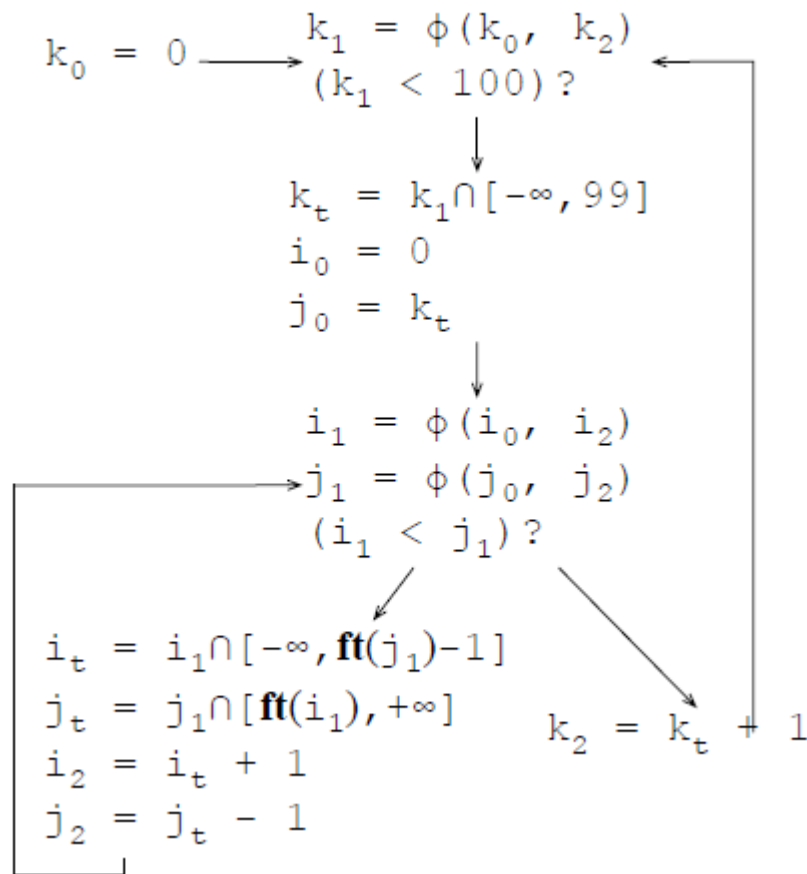 k₀ = 0
k₁ = ϕ(k₀, k₂)
(k₁ < 100)?
kₜ = k₁∩[-∞,99]
i₀ = 0
j₀ = kₜ
i₁ = ϕ(i₀, i₂)
j₁ = ϕ(j₀, j₂)
(i₁ < j₁)?
iₜ = i₁∩[-∞,ft(j₁)-1]
jₜ = j₁∩[ft(i₁),+∞]
i₂ = iₜ + 1
j₂ = jₜ - 1
k₂ = kₜ + 1